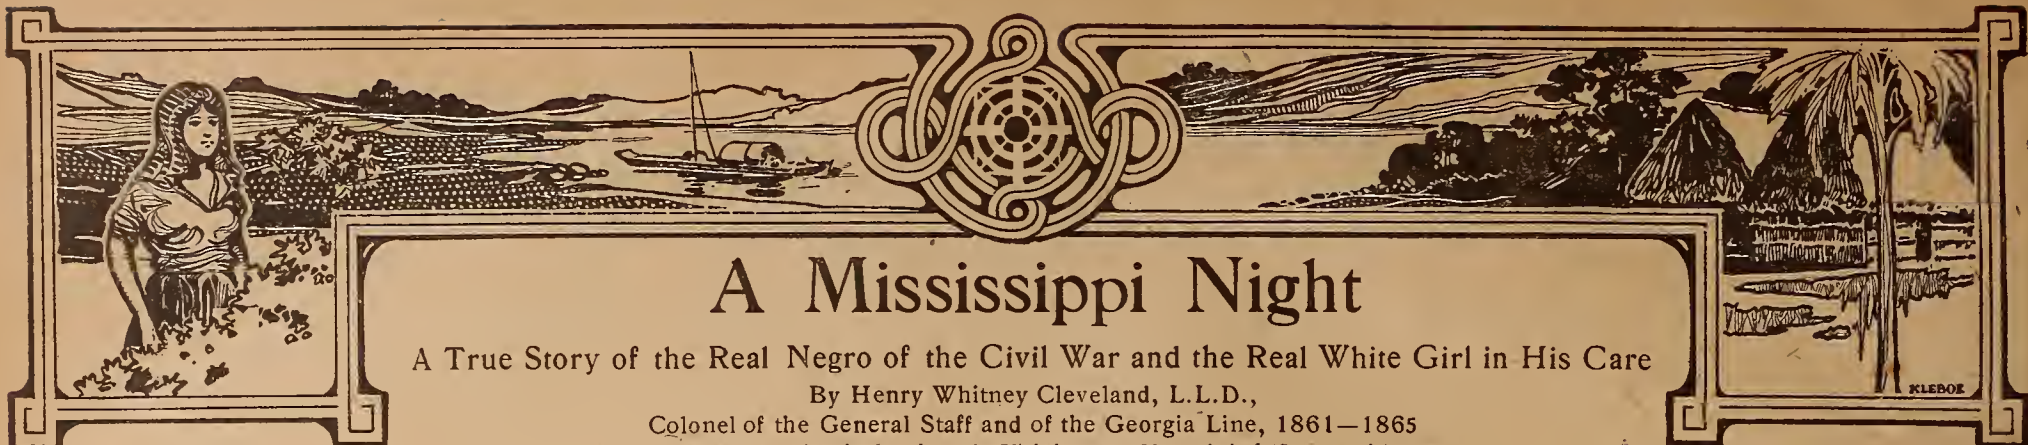 A Mississippi Night
A True Story of the Real Negro of the Civil War and the Real White Girl in His Care
By Henry Whitney Cleveland, L.L.D.,
Colonel of the General Staff and of the Georgia Line, 1861—1865
KLEBOE